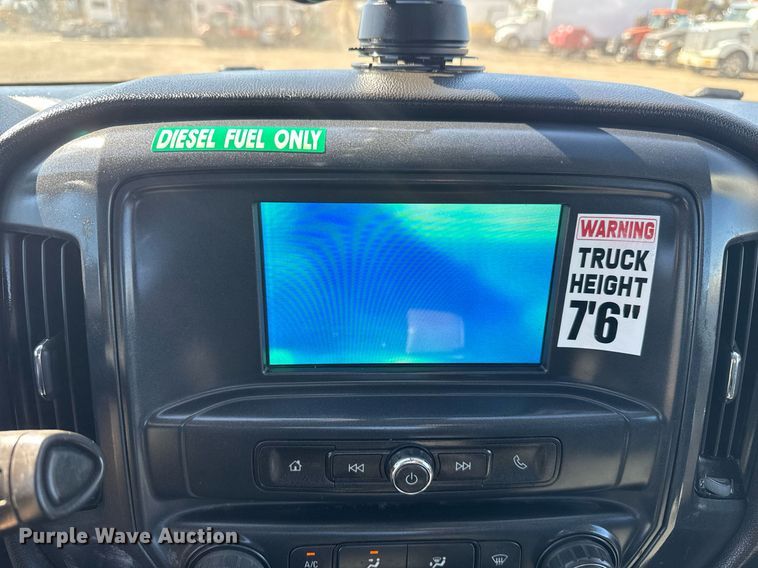 DIESEL FUEL ONLY
WARNING
TRUCK
HEIGHT
7'6"
A/C
Purple Wave Auction